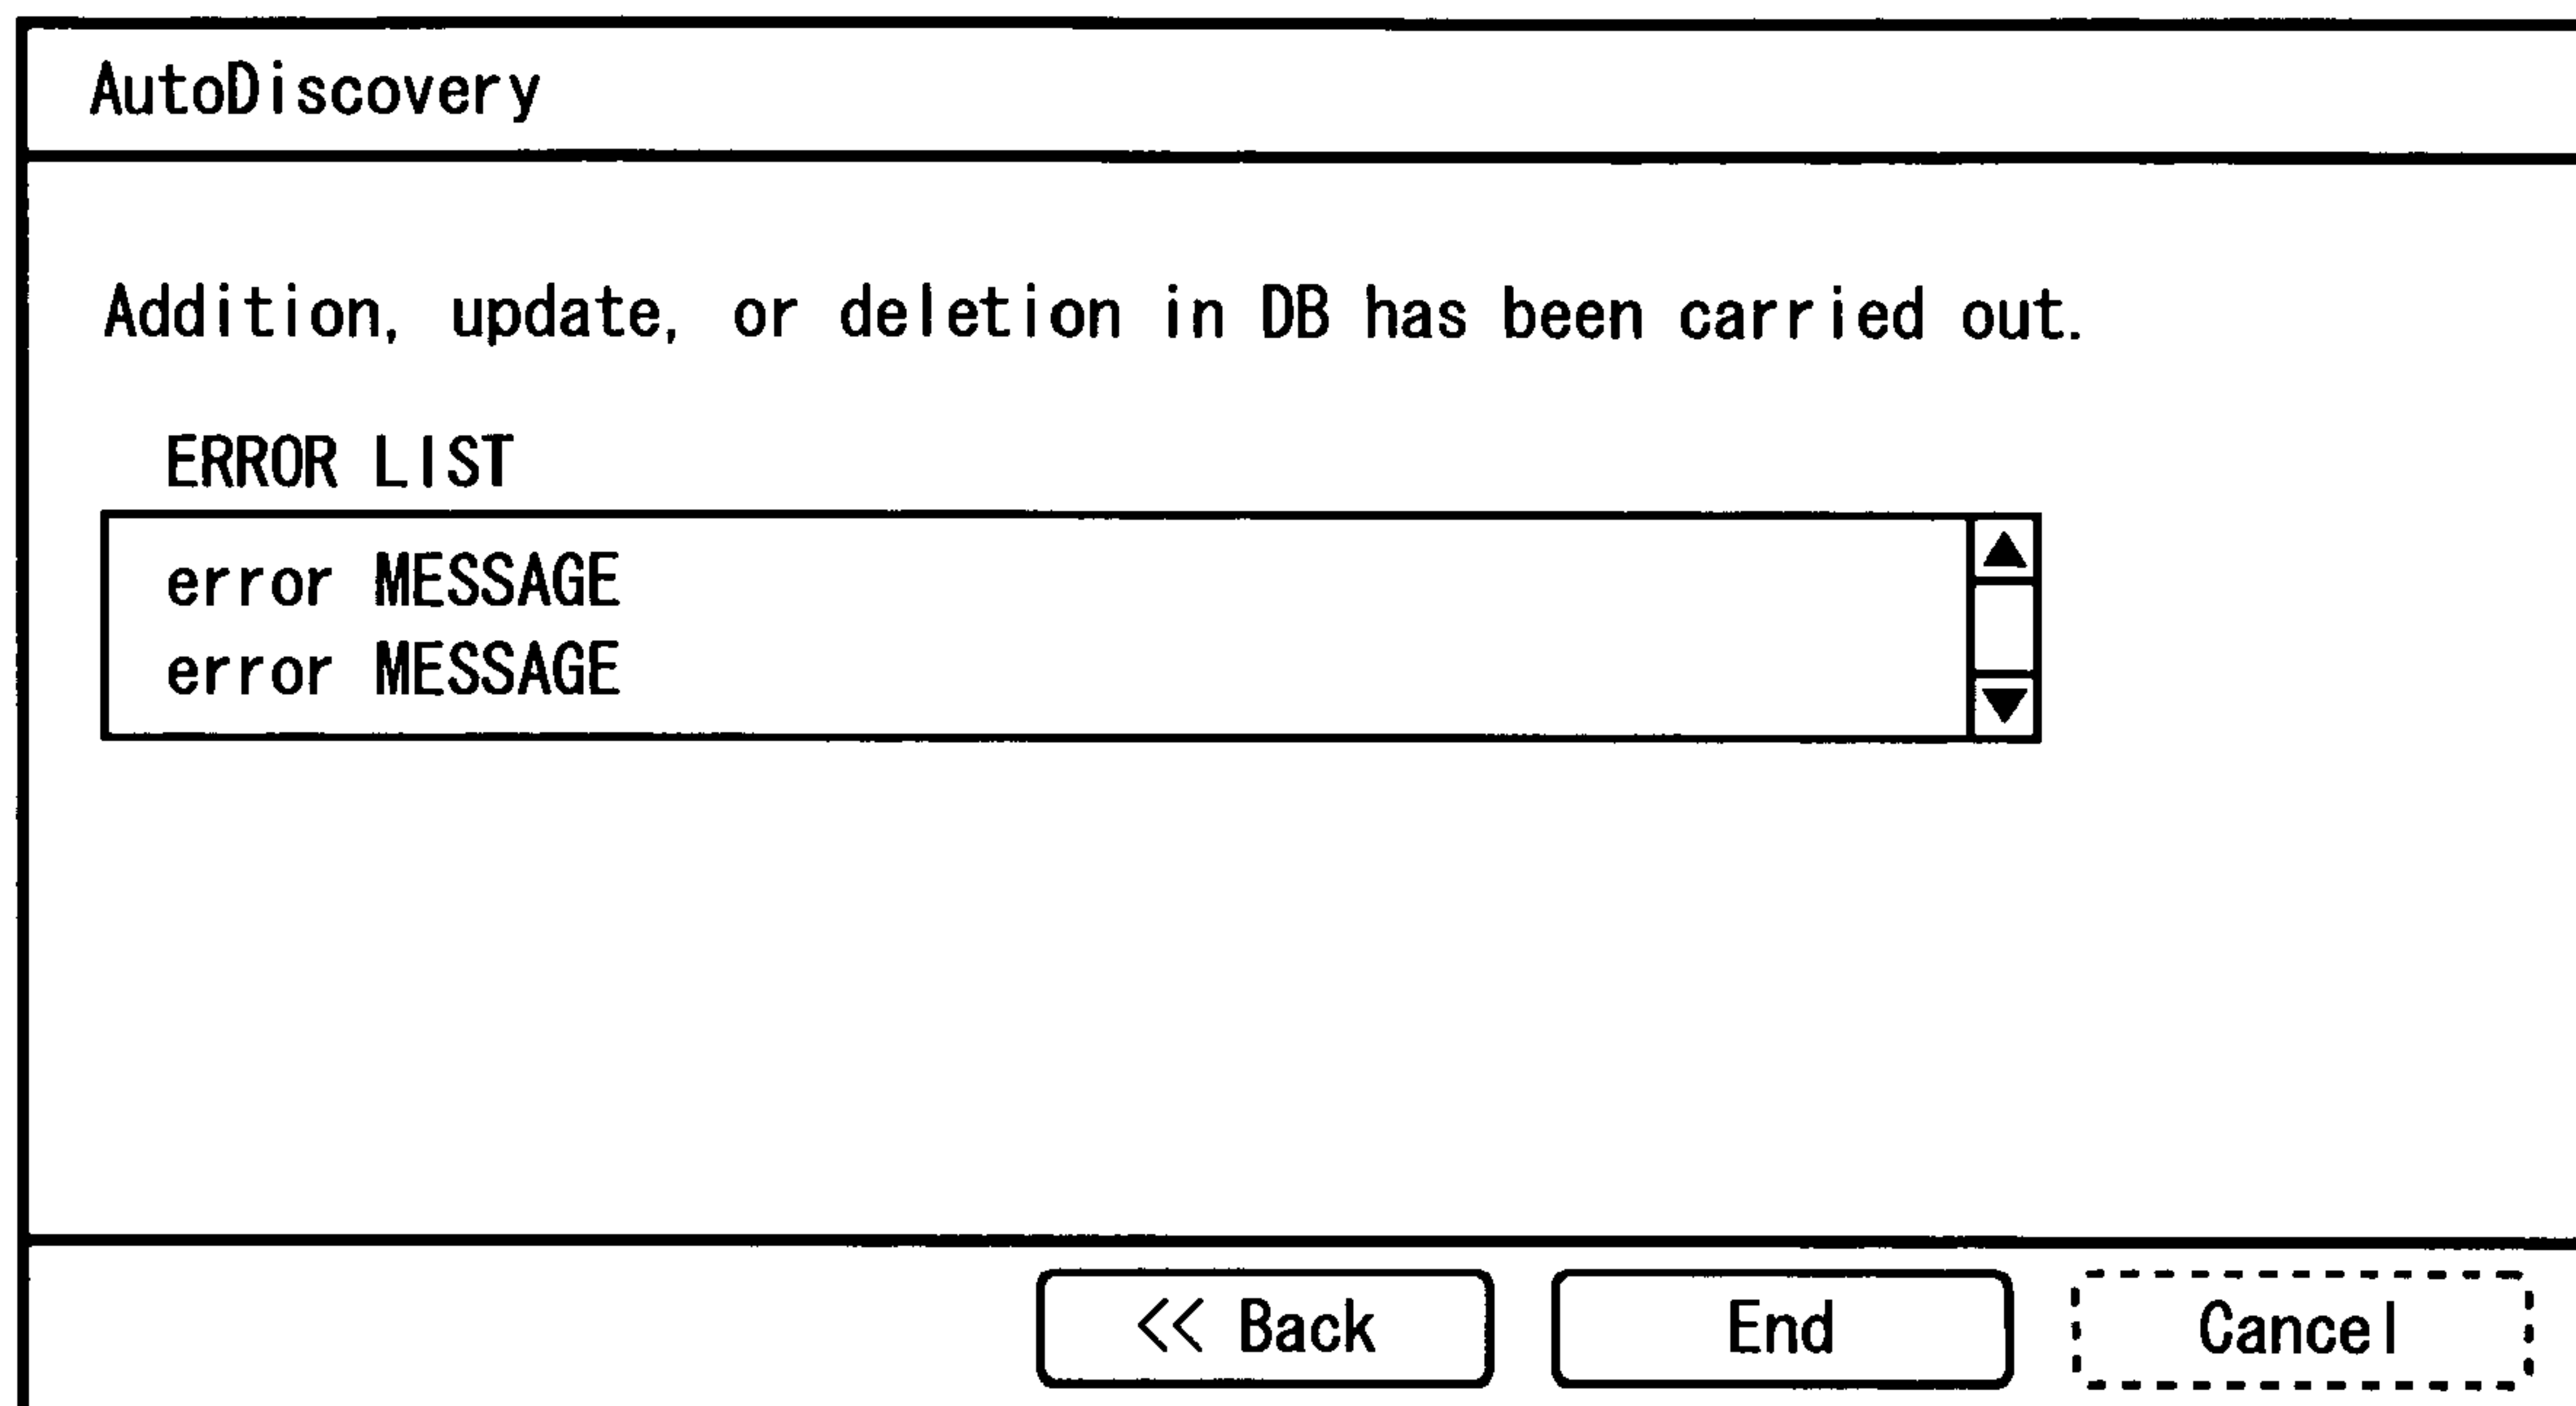 AutoDiscovery
Addition, update, or deletion in DB has been carried out.
ERROR LIST
error MESSAGE
error MESSAGE
<< Back
End
Cancel